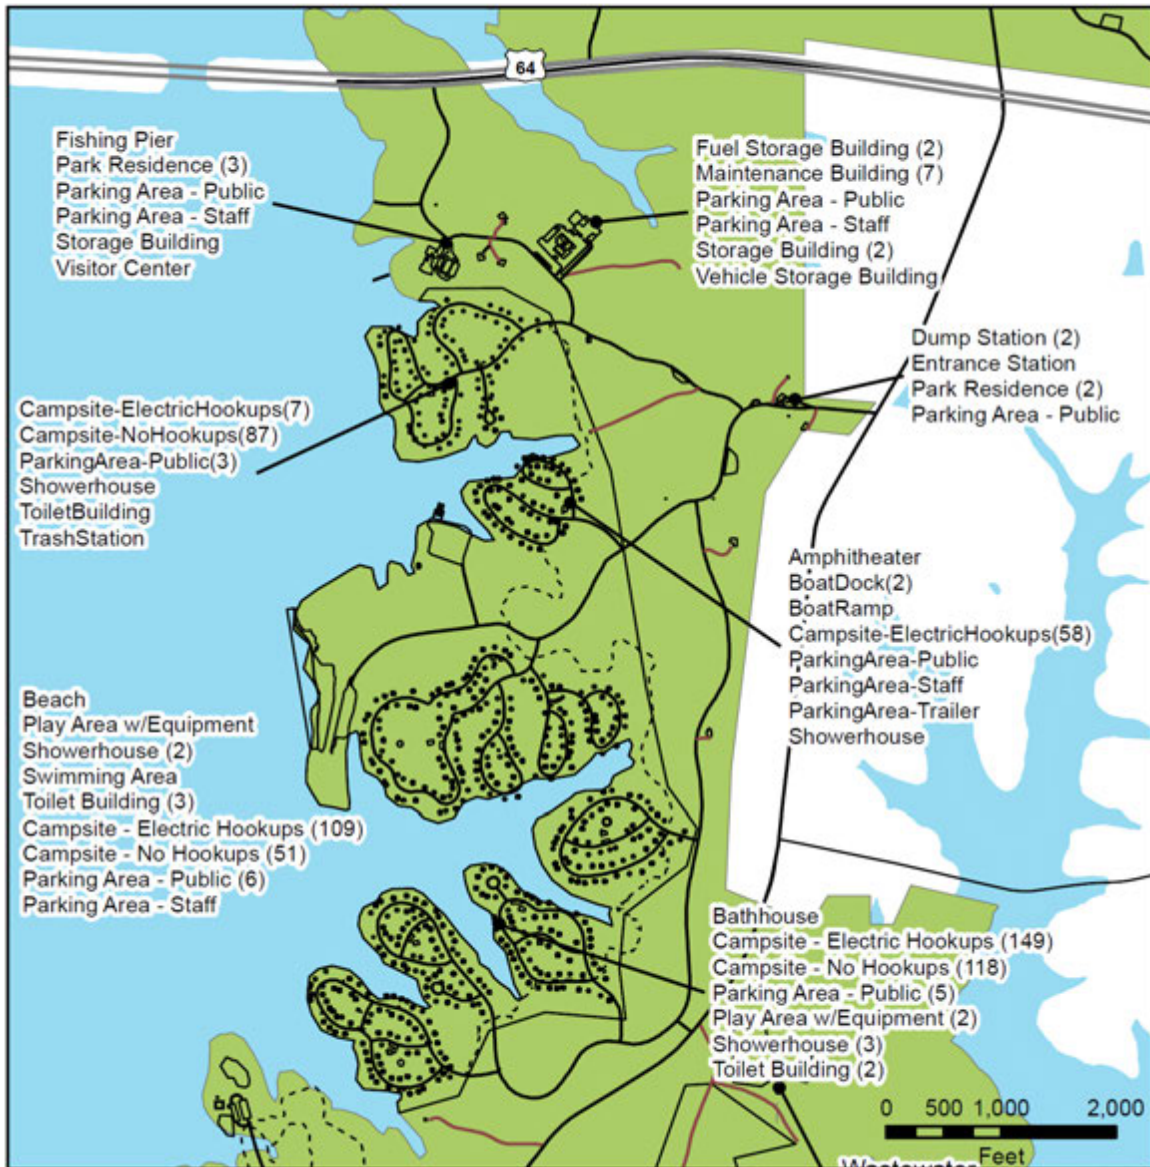 64
Fishing Pier
Park Residence (3)
Parking Area - Public
Parking Area - Staff
Storage Building
Visitor Center
Fuel Storage Building (2)
Maintenance Building (7)
Parking Area - Public
Parking Area - Staff
Storage Building (2)
Vehicle Storage Building
Dump Station (2)
Entrance Station
Park Residence (2)
Parking Area - Public
Campsite-ElectricHookups(7)
Campsite-NoHookups(87)
ParkingArea-Public(3)
Showerhouse
ToiletBuilding
TrashStation
Amphitheater
BoatDock(2)
BoatRamp
Campsite-ElectricHookups(58)
ParkingArea-Public
ParkingArea-Staff
ParkingArea-Trailer
Showerhouse
Beach
Play Area w/Equipment
Showerhouse (2)
Swimming Area
Toilet Building (3)
Campsite - Electric Hookups (109)
Campsite - No Hookups (51)
Parking Area - Public (6)
Parking Area - Staff
Bathhouse
Campsite - Electric Hookups (149)
Campsite - No Hookups (118)
Parking Area - Public (5)
Play Area w/Equipment (2)
Showerhouse (3)
Toilet Building (2)
0 500 1,000 2,000
Feet
Wastewater